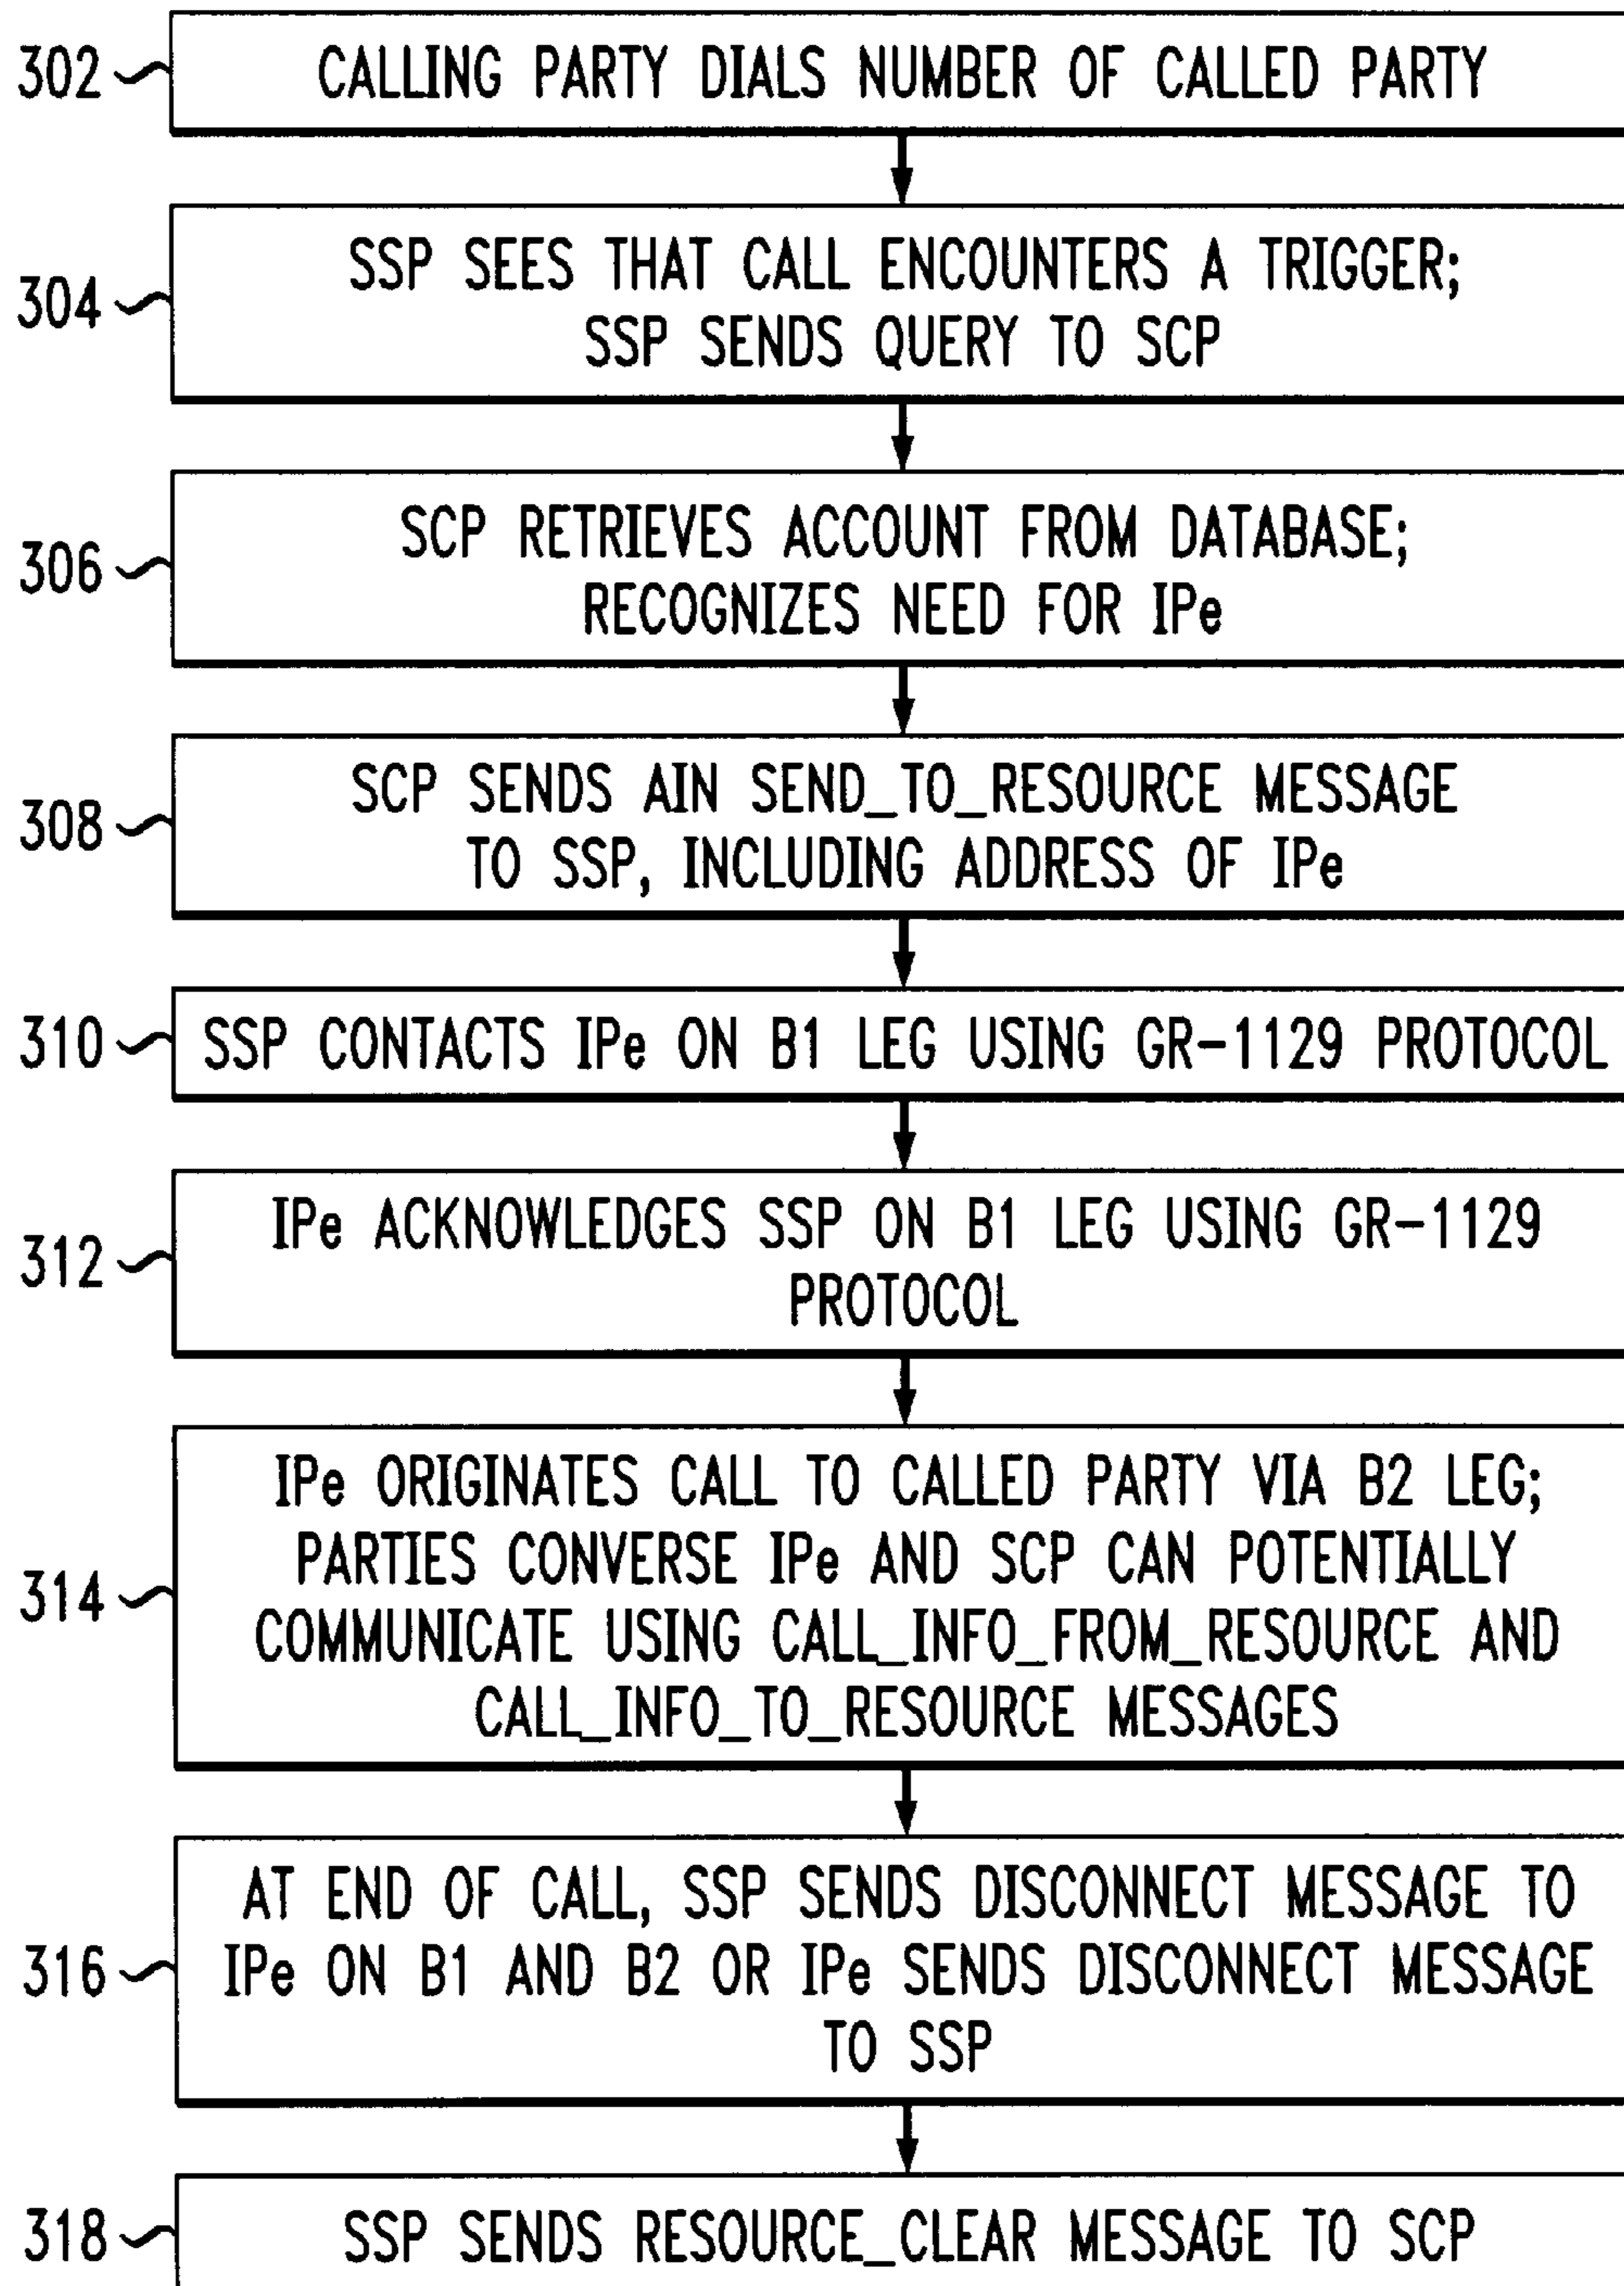 302
CALLING PARTY DIALS NUMBER OF CALLED PARTY
304
SSP SEES THAT CALL ENCOUNTERS A TRIGGER;
SSP SENDS QUERY TO SCP
306
SCP RETRIEVES ACCOUNT FROM DATABASE;
RECOGNIZES NEED FOR IPe
308
SCP SENDS AIN SEND_TO_RESOURCE MESSAGE
TO SSP, INCLUDING ADDRESS OF IPe
310
SSP CONTACTS IPe ON B1 LEG USING GR-1129 PROTOCOL
312
IPe ACKNOWLEDGES SSP ON B1 LEG USING GR-1129
PROTOCOL
314
IPe ORIGINATES CALL TO CALLED PARTY VIA B2 LEG;
PARTIES CONVERSE IPe AND SCP CAN POTENTIALLY
COMMUNICATE USING CALL_INFO_FROM_RESOURCE AND
CALL_INFO_TO_RESOURCE MESSAGES
316
AT END OF CALL, SSP SENDS DISCONNECT MESSAGE TO
IPe ON B1 AND B2 OR IPe SENDS DISCONNECT MESSAGE
TO SSP
318
SSP SENDS RESOURCE_CLEAR MESSAGE TO SCP